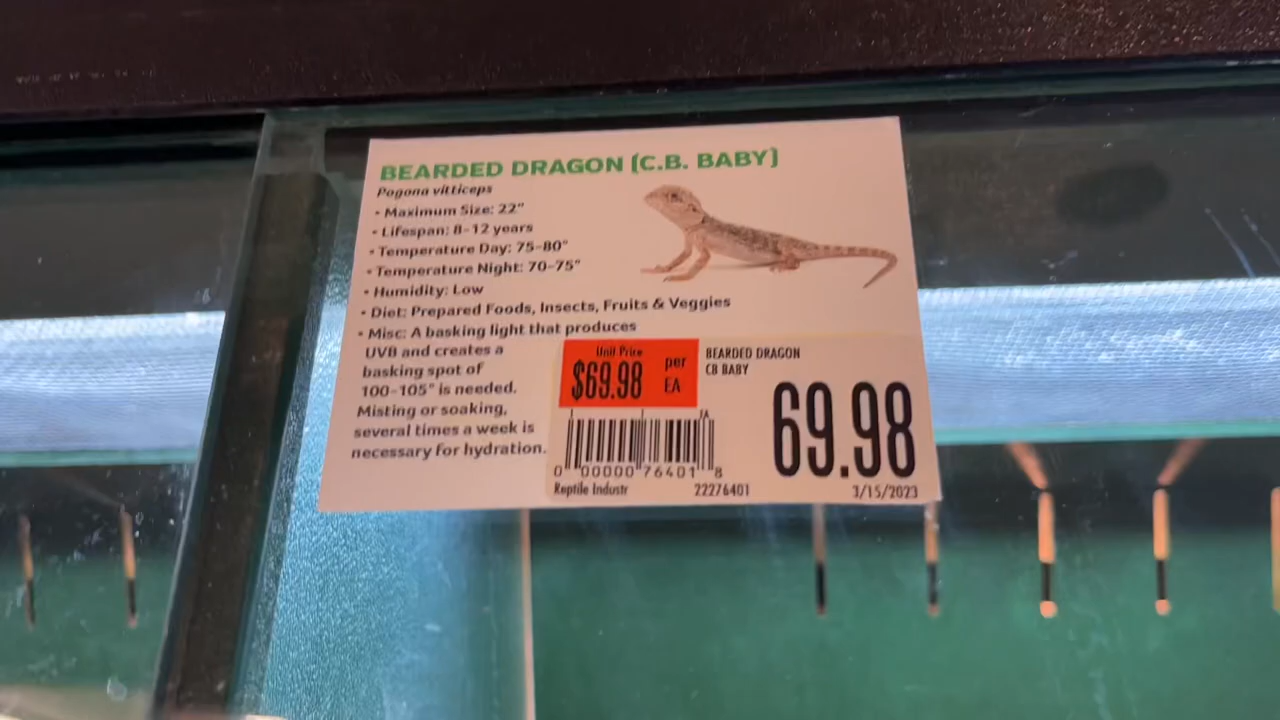 BEARDED DRAGON (C.B. BABY)
Pogona vitticeps
• Maximum Size: 22"
• Lifespan: 8-12 years
• Temperature Day: 75-80°
• Temperature Night: 70-75°
• Humidity: Low
• Diet: Prepared Foods, Insects, Fruits & Veggies
• Misc: A basking light that produces
UVB and creates a
basking spot of
100-105° is needed.
Misting or soaking,
several times a week is
necessary for hydration.
Unit Price
$69.98 per EA
BEARDED DRAGON
CB BABY
69.98
1A
0 00000 76401 8
Reptile Industr 22276401 3/15/2023